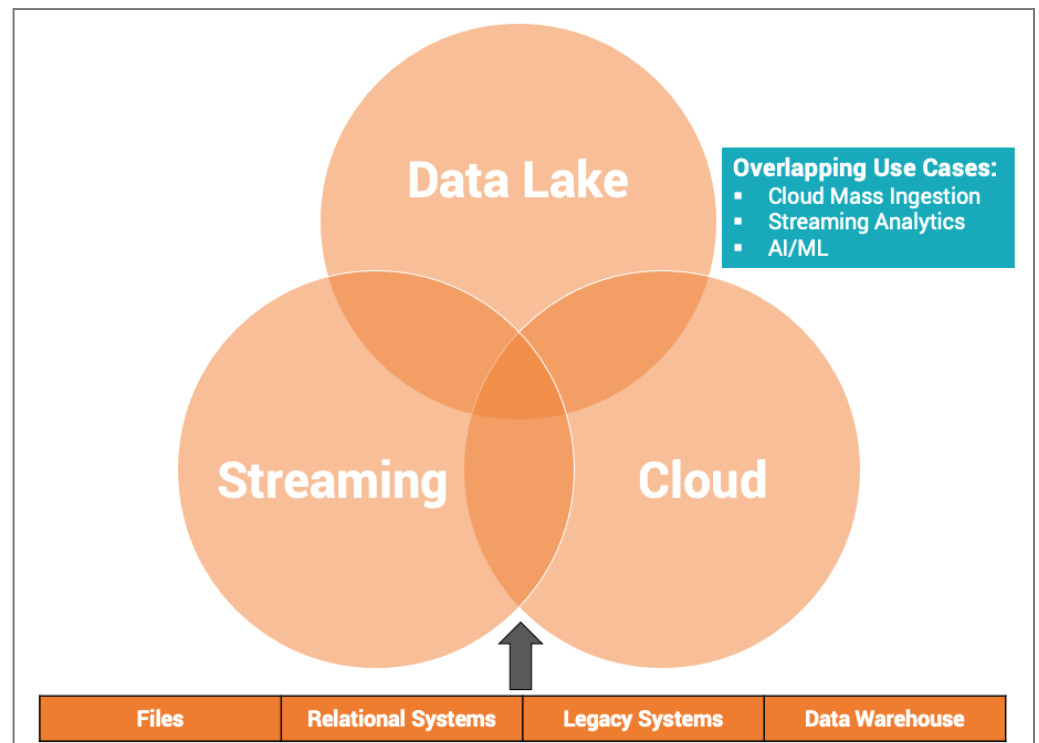 Data Lake
Overlapping Use Cases:
▪ Cloud Mass Ingestion
▪ Streaming Analytics
▪ AI/ML
Streaming
Cloud
Files
Relational Systems
Legacy Systems
Data Warehouse